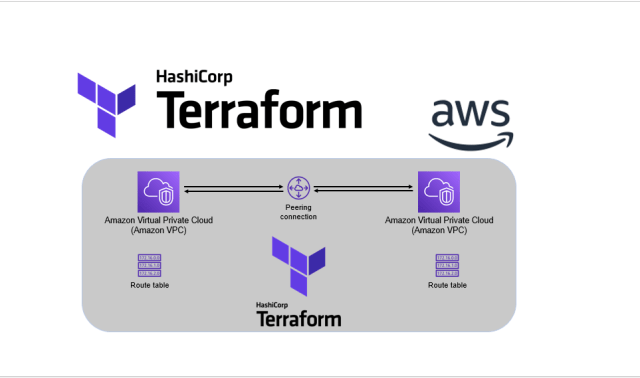 HashiCorp
Terraform
aws
Amazon Virtual Private Cloud
(Amazon VPC)
Peering
connection
Amazon Virtual Private Cloud
(Amazon VPC)
Route table
Route table
HashiCorp
Terraform